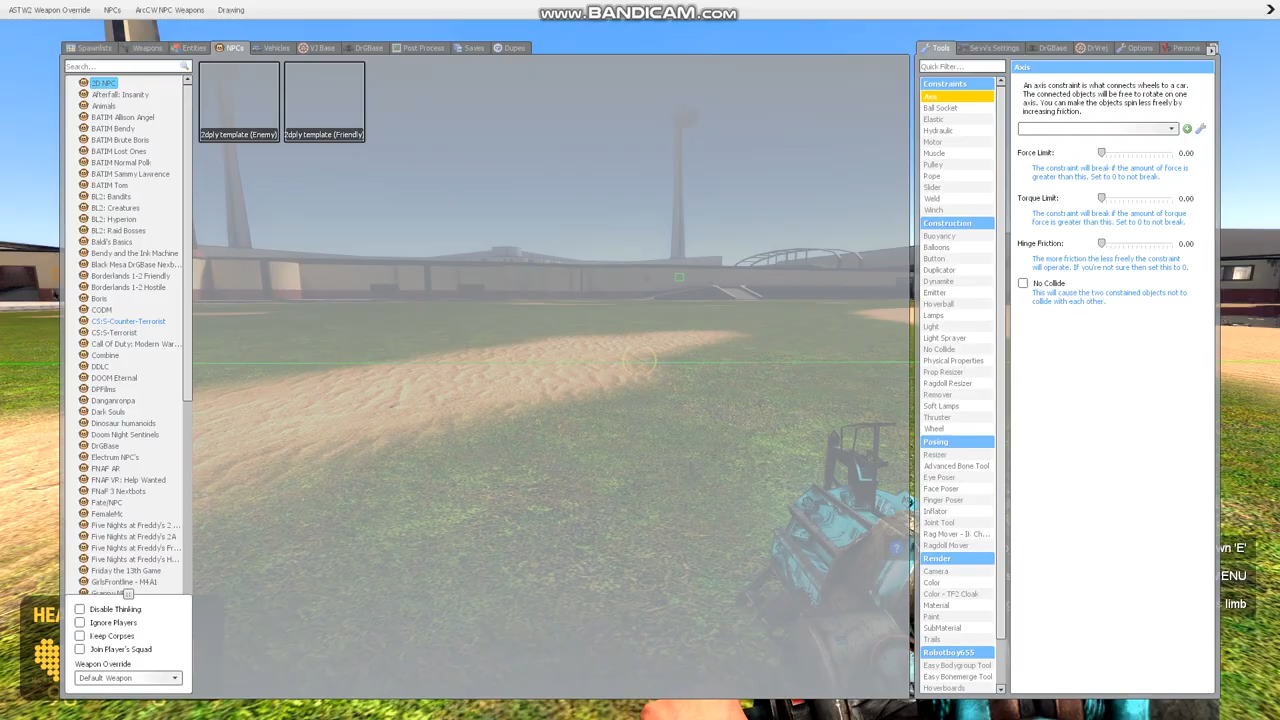 ASTW2 Weapon Override NPCs ArcCW NPC Weapons Drawing
www.BANDICAM.com
Spawnlists Weapons Entities NPCs Vehicles VJ Base DrGBase Post Process Saves Dupes
Search...
2D NPC
Afterfall: Insanity
Animals
BATIM Allison Angel
BATIM Bendy
BATIM Brute Boris
BATIM Lost Ones
BATIM Normal Polk
BATIM Sammy Lawrence
BATIM Tom
BL2: Bandits
BL2: Creatures
BL2: Hyperion
BL2: Raid Bosses
Baldi's Basics
Bendy and the Ink Machine
Black Mesa DrGBase Nextb...
Borderlands 1-2 Friendly
Borderlands 1-2 Hostile
Boris
CODM
CS:S-Counter-Terrorist
CS:S-Terrorist
Call Of Duty: Modern War...
Combine
DDLC
DOOM Eternal
DPFilms
Danganronpa
Dark Souls
Dinosaur humanoids
Doom Night Sentinels
DrGBase
Electrum NPC's
FNAF AR
FNAF VR: Help Wanted
FNaF 3 Nextbots
Fate/NPC
FemaleMc
Five Nights at Freddy's 2 ...
Five Nights at Freddy's 2A
Five Nights at Freddy's Fr...
Five Nights at Freddy's H...
Friday the 13th Game
GirlsFrontline - M4A1
Disable Thinking
Ignore Players
Keep Corpses
Join Player's Squad
Weapon Override
Default Weapon
2dply template (Enemy)
2dply template (Friendly)
HEA
Tools Sevv's Settings DrGBase DrVrej Options Persona
Quick Filter...
Constraints
Axis
Ball Socket
Elastic
Hydraulic
Motor
Muscle
Pulley
Rope
Slider
Weld
Winch
Construction
Buoyancy
Balloons
Button
Duplicator
Dynamite
Emitter
Hoverball
Lamps
Light
Light Sprayer
No Collide
Physical Properties
Prop Resizer
Ragdoll Resizer
Remover
Soft Lamps
Thruster
Wheel
Posing
Resizer
Advanced Bone Tool
Eye Poser
Face Poser
Finger Poser
Inflator
Joint Tool
Rag Mover - IK Ch...
Ragdoll Mover
Render
Camera
Color
Color - TF2 Cloak
Material
Paint
SubMaterial
Trails
Robotboy655
Easy Bodygroup Tool
Easy Bonemerge Tool
Hoverboards
Axis
An axis constraint is what connects wheels to a car.
The connected objects will be free to rotate on one
axis. You can make the objects spin less freely by
increasing friction.
Force Limit: 0.00
The constraint will break if the amount of force is
greater than this. Set to 0 to not break.
Torque Limit: 0.00
The constraint will break if the amount of torque
force is greater than this. Set to 0 to not break.
Hinge Friction: 0.00
The more friction the less freely the constraint
will operate. If you're not sure then set this to 0.
No Collide
This will cause the two constrained objects not to
collide with each other.
wn 'E'
MENU
limb